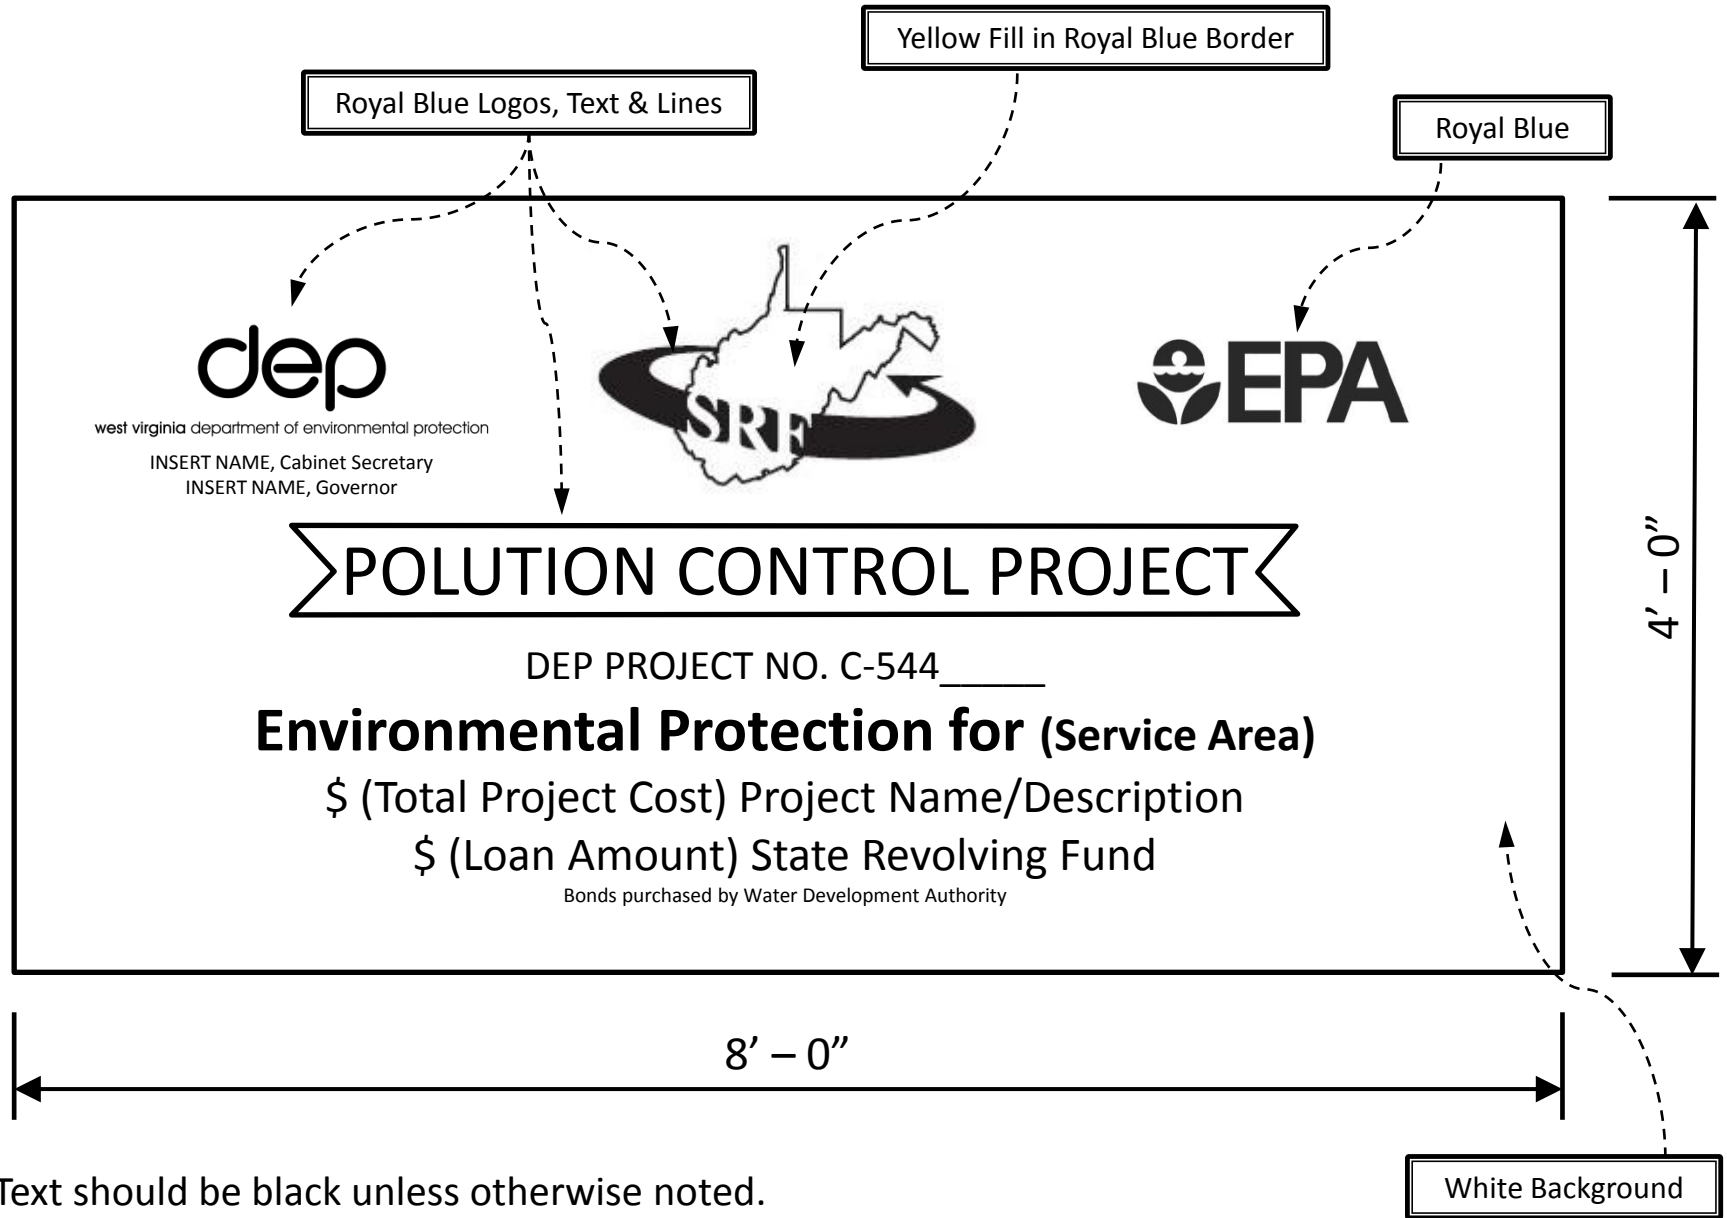 Yellow Fill in Royal Blue Border
Royal Blue Logos, Text & Lines
Royal Blue
dep
west virginia department of environmental protection
INSERT NAME, Cabinet Secretary
INSERT NAME, Governor
SRF
EPA
POLUTION CONTROL PROJECT
DEP PROJECT NO. C-544_____
Environmental Protection for (Service Area)
$ (Total Project Cost) Project Name/Description
$ (Loan Amount) State Revolving Fund
Bonds purchased by Water Development Authority
4’ – 0”
8’ – 0”
Text should be black unless otherwise noted.
White Background